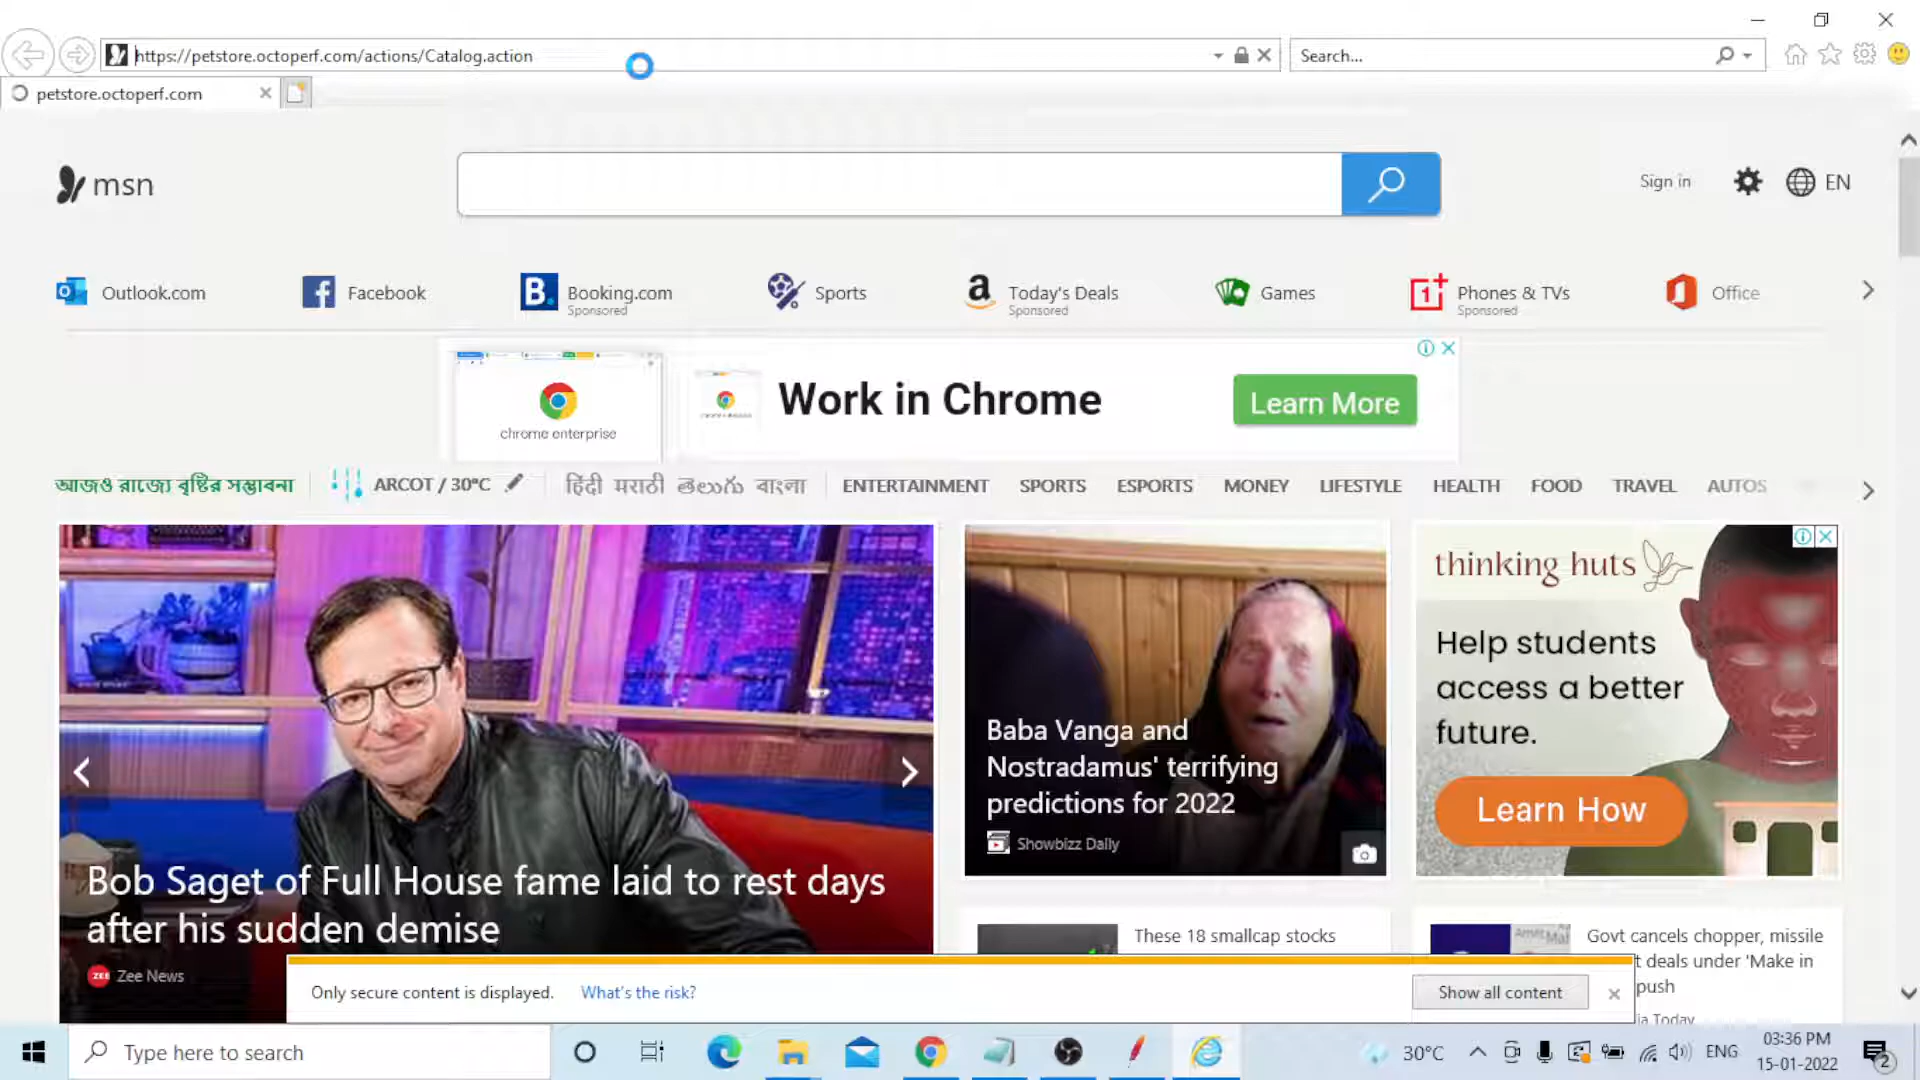 https://petstore.octoperf.com/actions/Catalog.action
Search...
petstore.octoperf.com
msn
Sign in
EN
Outlook.com
Facebook
B.
Booking.com
Sponsored
Sports
a
Today's Deals
Sponsored
Games
1+
Phones & TVs
Sponsored
Office
chrome enterprise
Work in Chrome
Learn More
আজও রাজ্যে বৃষ্টির সম্ভাবনা
ARCOT / 30°C
हिंदी मराठी తెలుగు বাংলা
ENTERTAINMENT SPORTS ESPORTS MONEY LIFESTYLE HEALTH FOOD TRAVEL AUTOS
Bob Saget of Full House fame laid to rest days
after his sudden demise
ZEE Zee News
Baba Vanga and
Nostradamus' terrifying
predictions for 2022
Showbizz Daily
thinking huts
Help students
access a better
future.
Learn How
These 18 smallcap stocks
Govt cancels chopper, missile
t deals under 'Make in
push
ia Today
Only secure content is displayed. What's the risk?
Show all content
Type here to search
30°C
ENG
03:36 PM
15-01-2022
2